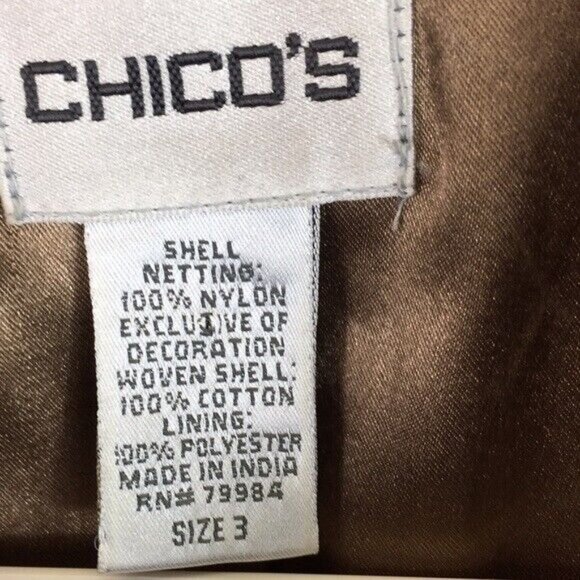 CHICO'S
SHELL
NETTING:
100% NYLON
EXCLUSIVE OF
DECORATION
WOVEN SHELL:
100% COTTON
LINING:
100% POLYESTER
MADE IN INDIA
RN# 79984
SIZE 3